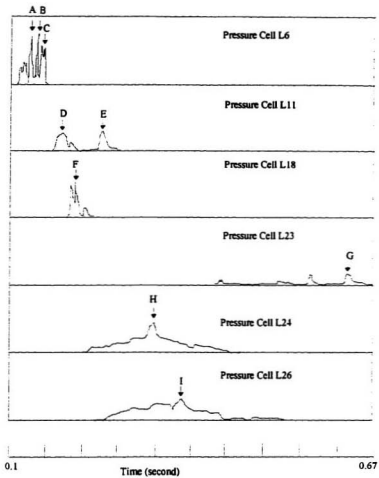 A B
C
Pressure Cell L6
D E
Pressure Cell L11
F
Pressure Cell L18
Pressure Cell L23
G
H
Pressure Cell L24
I
Pressure Cell L26
0.1 Time (second) 0.67